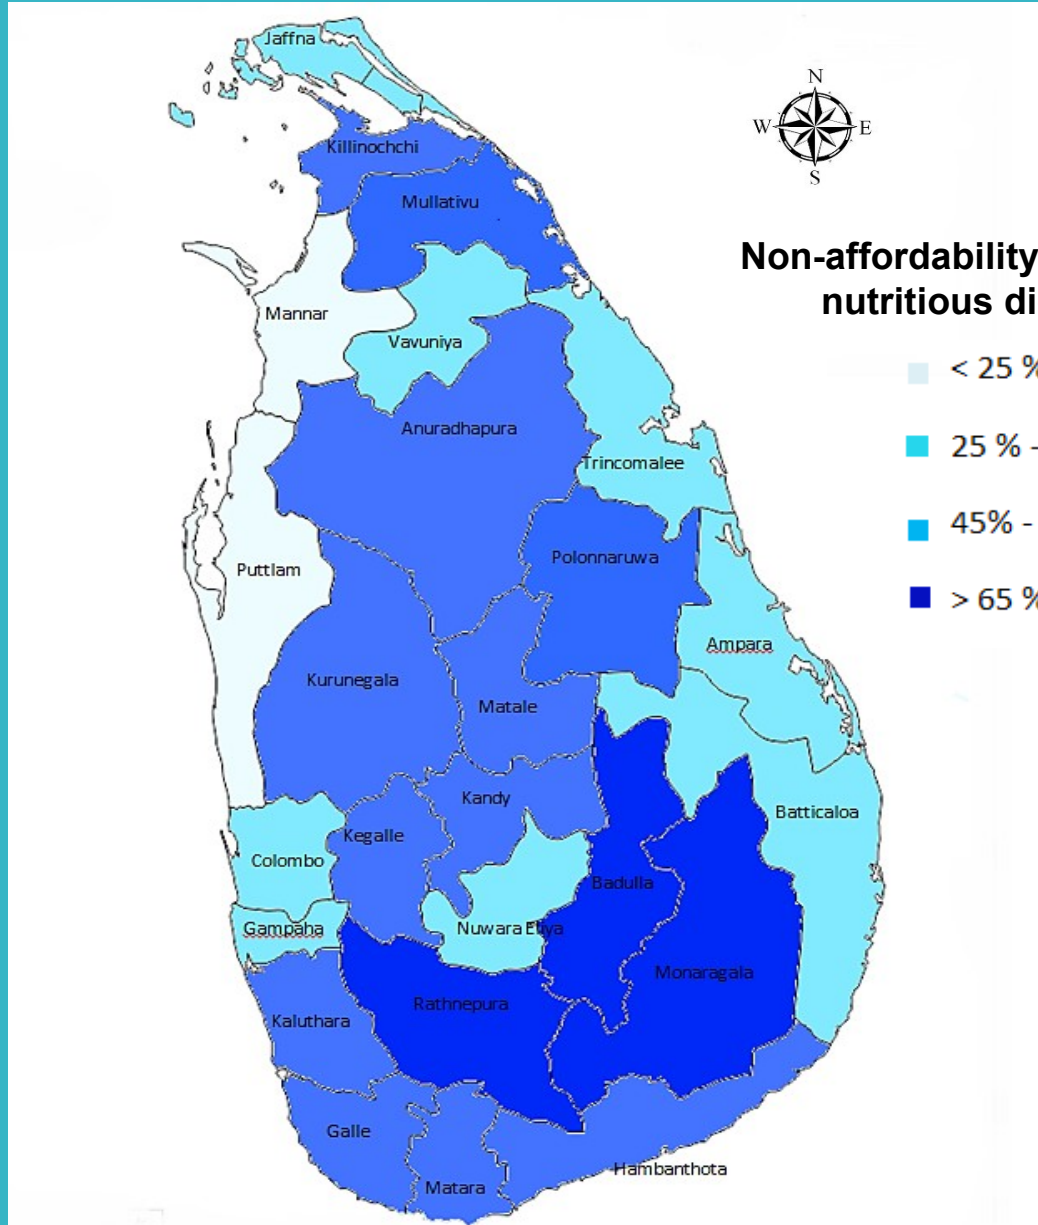 Jaffna
N
W
E
S
Killinochchi
Mullativu
Non-affordability
nutritious di
Mannar
Vavuniya
< 25 %
Anuradhapura
25 % -
Trincomalee
45% -
Polonnaruwa
Puttlam
> 65 %
Ampara
Kurunegala
Matale
Kandy
Batticaloa
Kegalle
Colombo
Badulla
Gampaha
Nuwara Eliya
Monaragala
Rathnepura
Kaluthara
Galle
Hambanthota
Matara